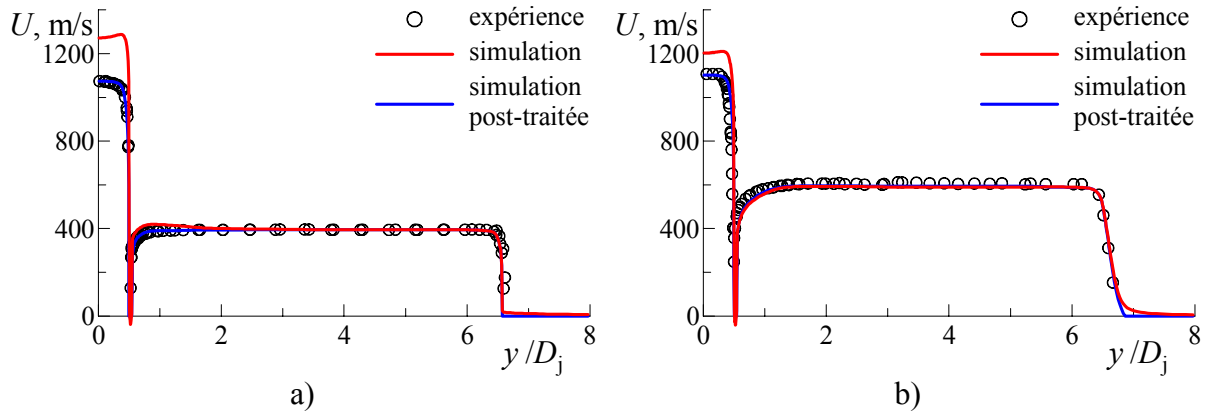 U, m/s
1200
800
400
0
0
2
4
6
8
y/Dj
expérience
simulation
simulation
post-traitée
a)
U, m/s
1200
800
400
0
0
2
4
6
8
y/Dj
expérience
simulation
simulation
post-traitée
b)